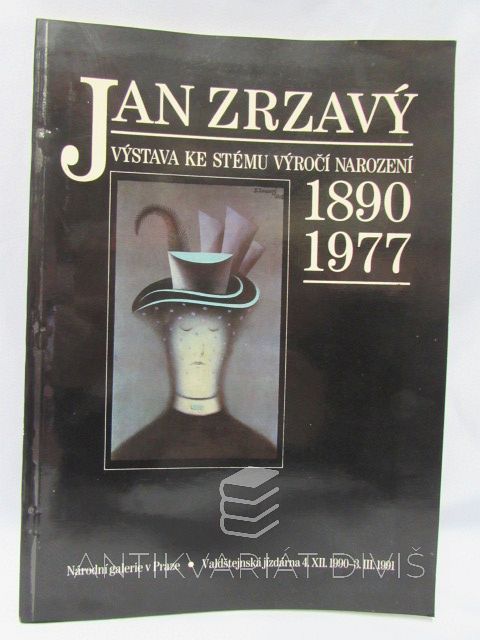 JAN ZRZAVÝ
VÝSTAVA KE STÉMU VÝROČÍ NAROZENÍ
1890
1977
Národní galerie v Praze • Valdštejnská jízdárna 4. XII. 1990–3. III. 1991
ANTIKVARIÁT DIVIŠ